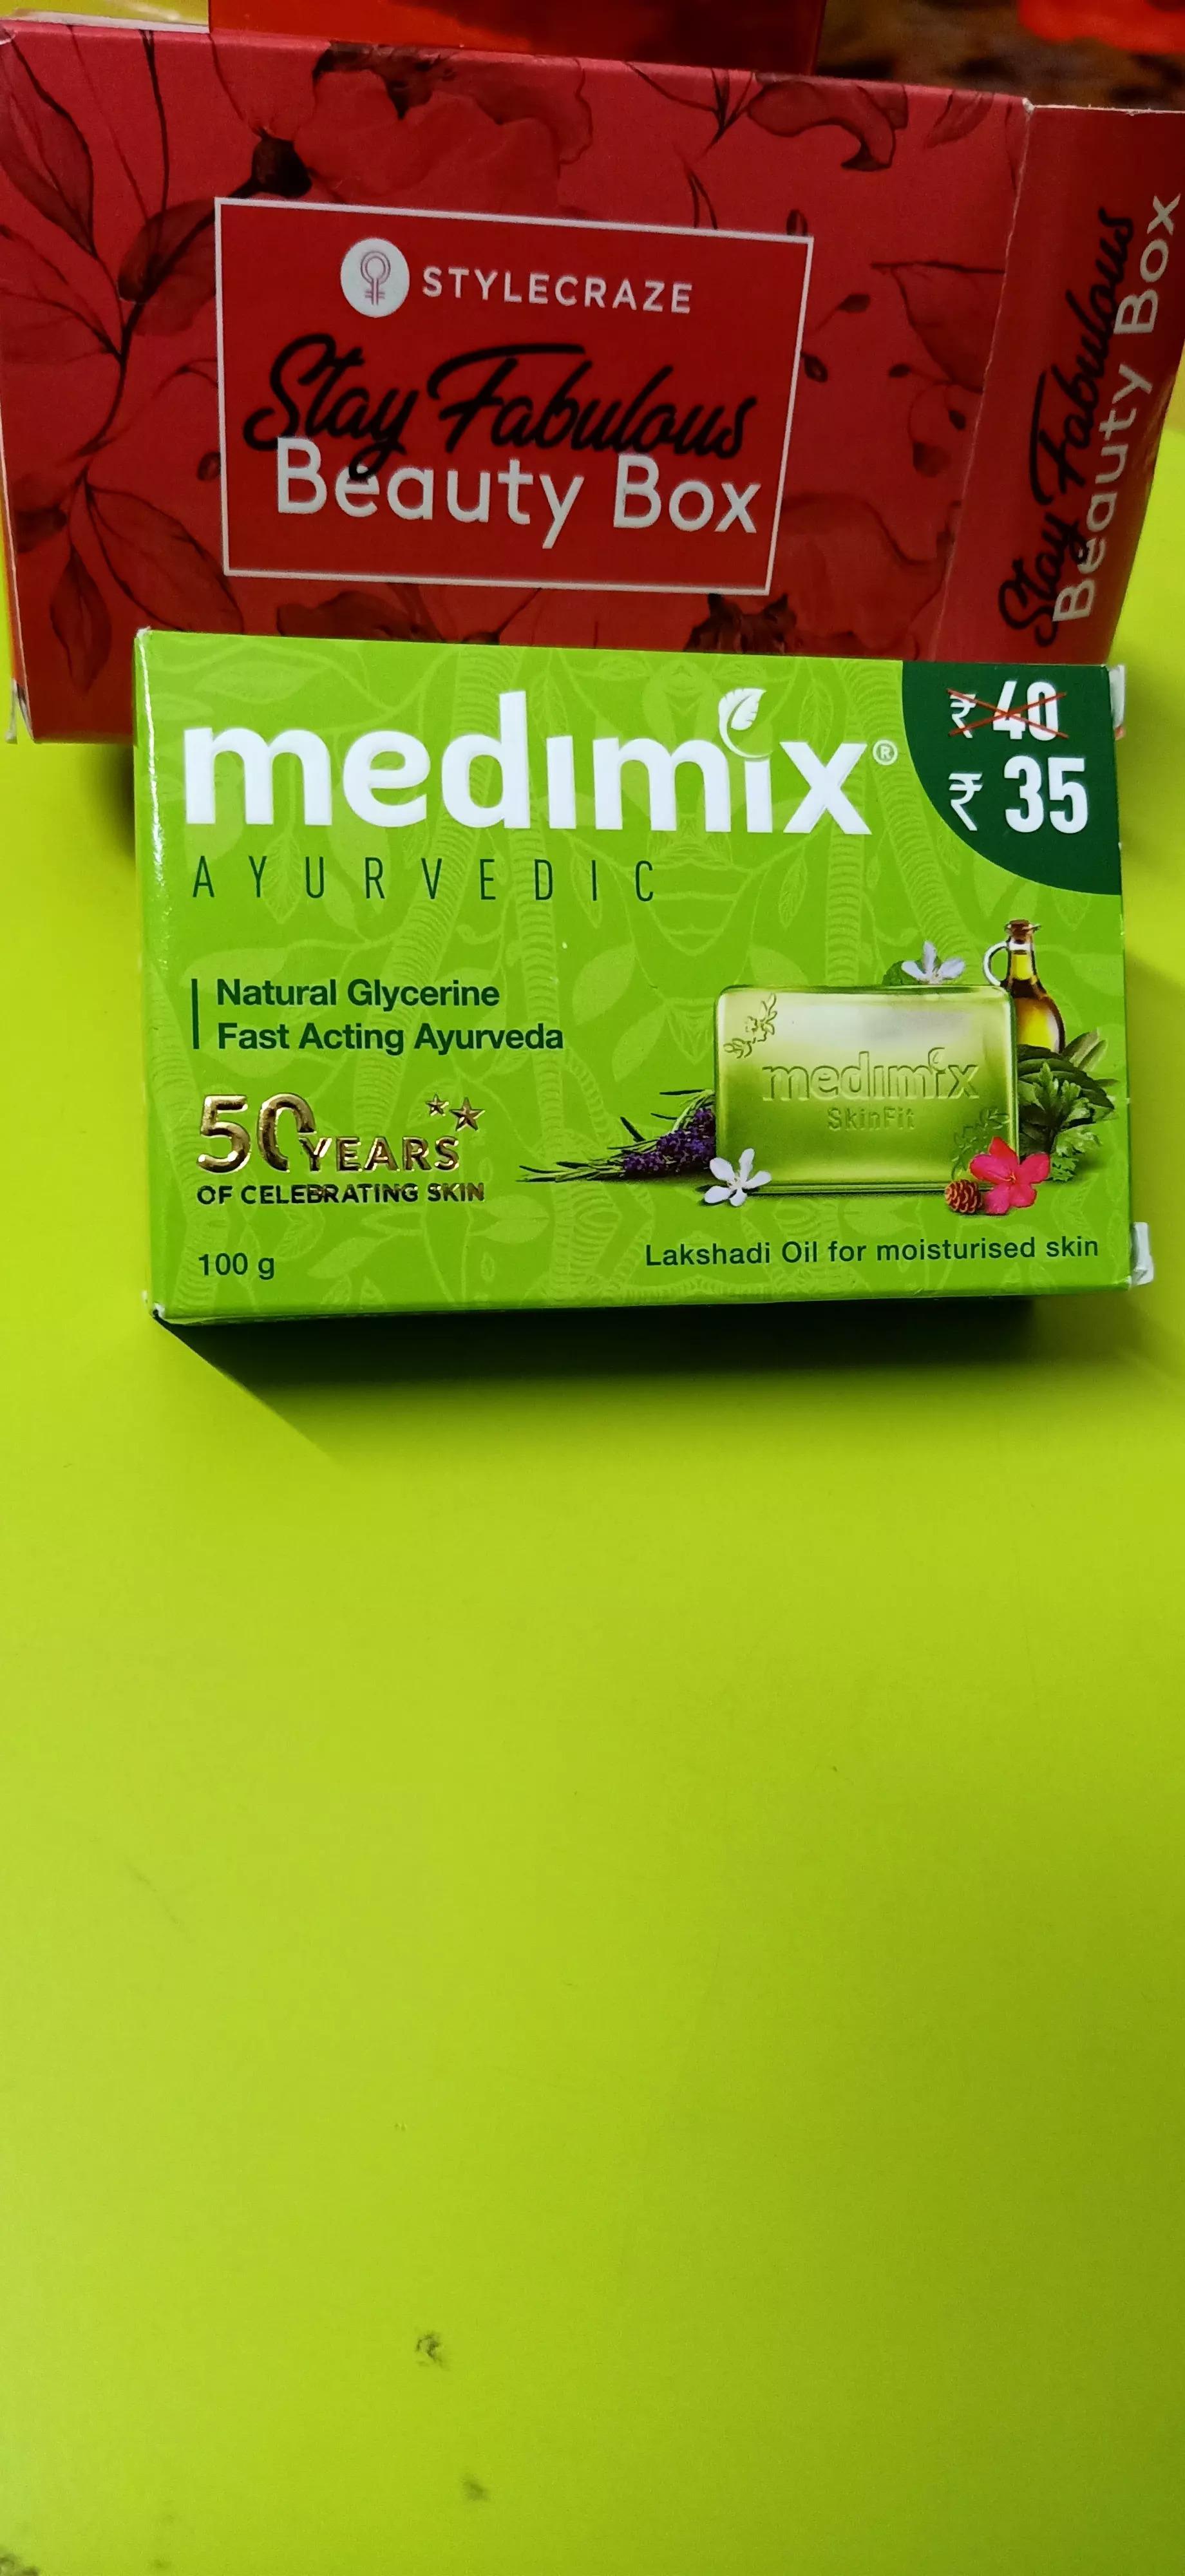 STYLECRAZE
Stay Fabulous
Beauty Box
Stay Fabulous
Beauty Box
medimix®
AYURVEDIC
₹ 40
₹ 35
Natural Glycerine
Fast Acting Ayurveda
50 YEARS
OF CELEBRATING SKIN
medimix
SkinFit
100 g
Lakshadi Oil for moisturised skin